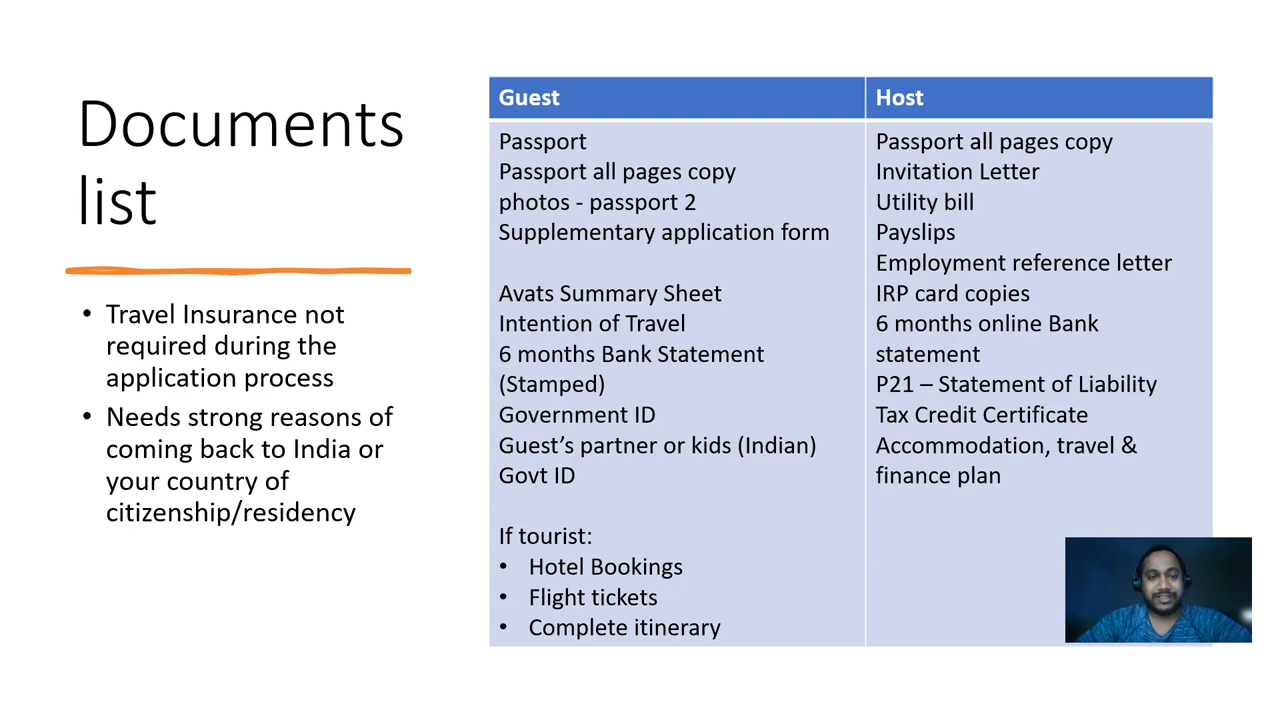 Documents
list
• Travel Insurance not
required during the
application process
• Needs strong reasons of
coming back to India or
your country of
citizenship/residency
Guest
Passport
Passport all pages copy
photos - passport 2
Supplementary application form
Avats Summary Sheet
Intention of Travel
6 months Bank Statement
(Stamped)
Government ID
Guest’s partner or kids (Indian)
Govt ID
If tourist:
• Hotel Bookings
• Flight tickets
• Complete itinerary
Host
Passport all pages copy
Invitation Letter
Utility bill
Payslips
Employment reference letter
IRP card copies
6 months online Bank
statement
P21 – Statement of Liability
Tax Credit Certificate
Accommodation, travel &
finance plan